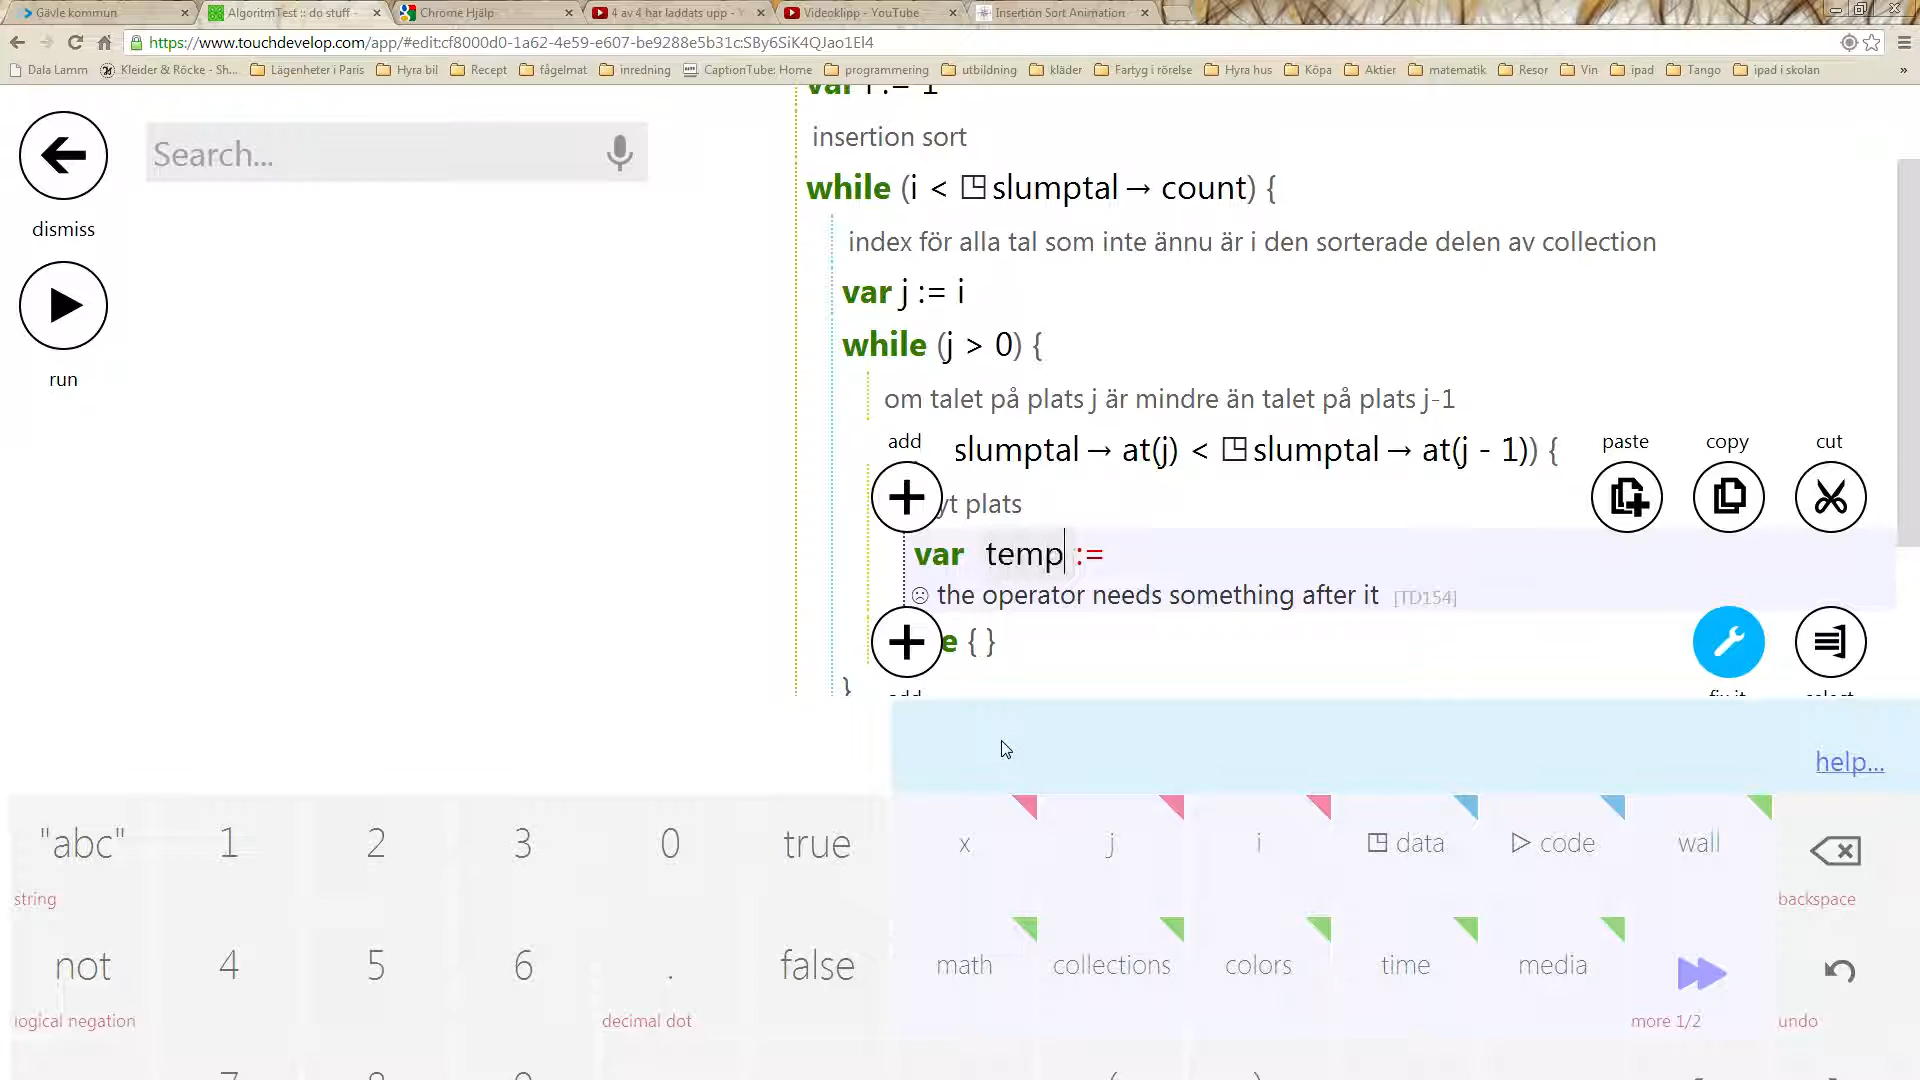 Gävle kommun
AlgoritmTest :: do stuff -
Chrome Hjälp
4 av 4 har laddats upp - Y
Videoklipp - YouTube
Insertion Sort Animation
https://www.touchdevelop.com/app/#edit:cf8000d0-1a62-4e59-e607-be9288e5b31c:SBy6SiK4QJao1El4
Dala Lamm
Kleider & Röcke - Sh...
Lägenheter i Paris
Hyra bil
Recept
fågelmat
inredning
CaptionTube: Home
programmering
utbildning
kläder
Fartyg i rörelse
Hyra hus
Köpa
Aktier
matematik
Resor
Vin
ipad
Tango
ipad i skolan
»
Search...
dismiss
run
var i := 1
insertion sort
while (i < slumptal → count) {
index för alla tal som inte ännu är i den sorterade delen av collection
var j := i
while (j > 0) {
om talet på plats j är mindre än talet på plats j-1
add
paste
copy
cut
slumptal → at(j) < slumptal → at(j - 1)) {
yt plats
var temp :=
the operator needs something after it [TD154]
e { }
}
help...
"abc"
1
2
3
0
true
x
j
i
data
code
wall
string
backspace
not
4
5
6
.
false
math
collections
colors
time
media
logical negation
decimal dot
more 1/2
undo